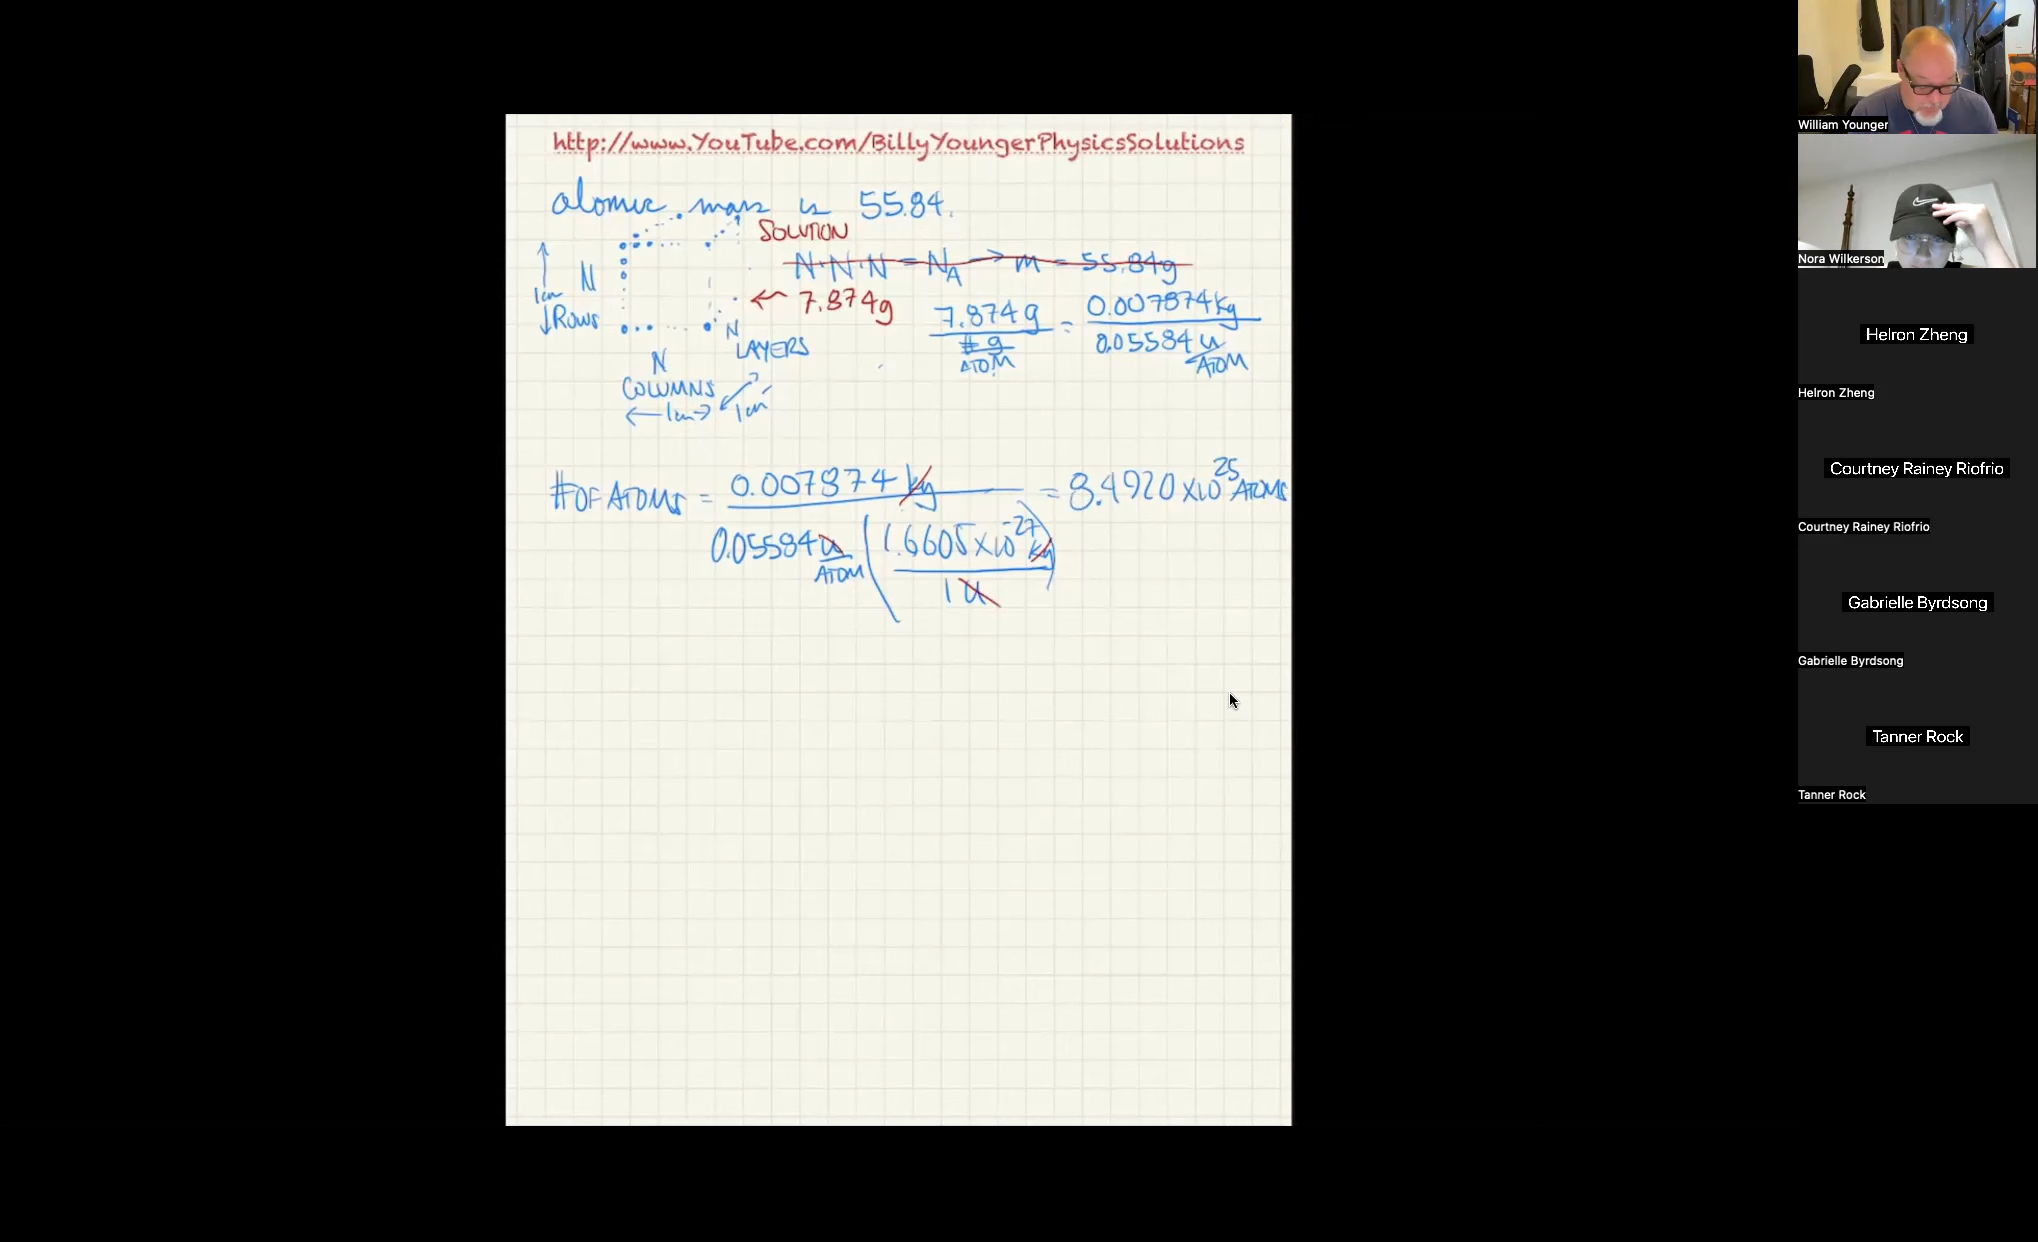 http://www.YouTube.com/BillyYoungerPhysicsSolutions
atomic mass is 55.84.
SOLUTION
N·N·N = N_A → m = 55.84g
N
1cm
ROWS
← 7.874g
7.874g / # g/ATOM = 0.007874 kg / 0.05584 u/ATOM
N
LAYERS
1cm
N
COLUMNS
←1cm→
# OF ATOMS = 0.007874 kg / 0.05584 u/ATOM (1.6605 x 10^-27 kg / 1 u) = 8.4920 x10^25 ATOMS
William Younger
Nora Wilkerson
Helron Zheng
Helron Zheng
Courtney Rainey Riofrio
Courtney Rainey Riofrio
Gabrielle Byrdsong
Gabrielle Byrdsong
Tanner Rock
Tanner Rock